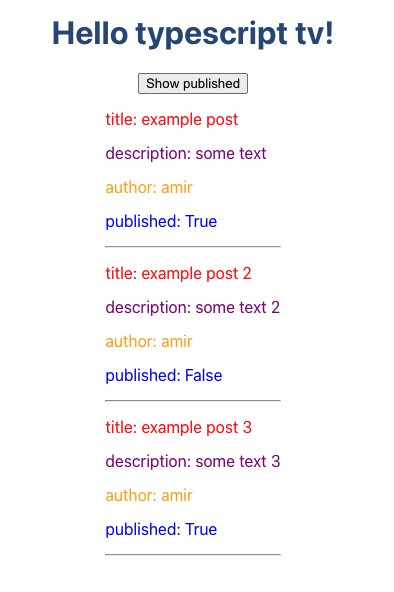 Hello typescript tv!
Show published
title: example post
description: some text
author: amir
published: True
title: example post 2
description: some text 2
author: amir
published: False
title: example post 3
description: some text 3
author: amir
published: True